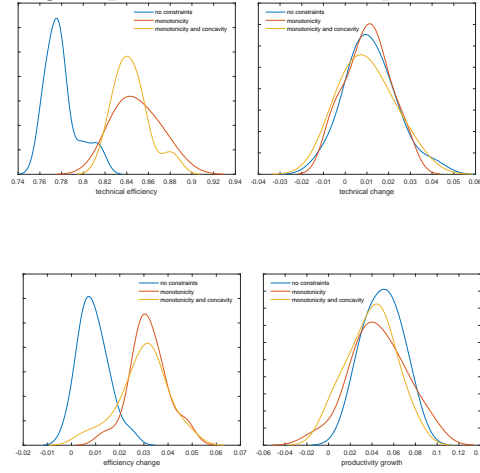 no constraints
monotonicity
monotonicity and concavity
0.74 0.76 0.78 0.8 0.82 0.84 0.86 0.88 0.9 0.92 0.94
technical efficiency
no constraints
monotonicity
monotonicity and concavity
-0.04 -0.03 -0.02 -0.01 0 0.01 0.02 0.03 0.04 0.05 0.06
technical change
no constraints
monotonicity
monotonicity and concavity
-0.02 -0.01 0 0.01 0.02 0.03 0.04 0.05 0.06 0.07
efficiency change
no constraints
monotonicity
monotonicity and concavity
-0.06 -0.04 -0.02 0 0.02 0.04 0.06 0.08 0.1 0.12
productivity growth